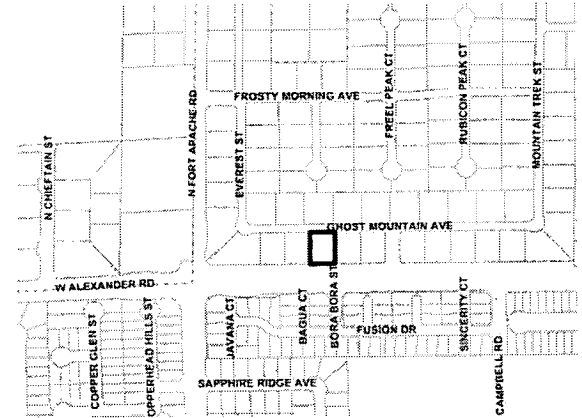 FROSTY MORNING AVE
FREEL PEAK CT
RUBICON PEAK CT
MOUNTAIN TREK ST
N FORT APACHE RD
N CHIEFTAIN ST
EVEREST ST
GHOST MOUNTAIN AVE
W ALEXANDER RD
COPPER GLEN ST
OPPERHEAD HILLS ST
JAVANA CT
BAGUA CT
BORA BORA ST
FUSION DR
SINCERITY CT
CAMPBELL RD
SAPPHIRE RIDGE AVE